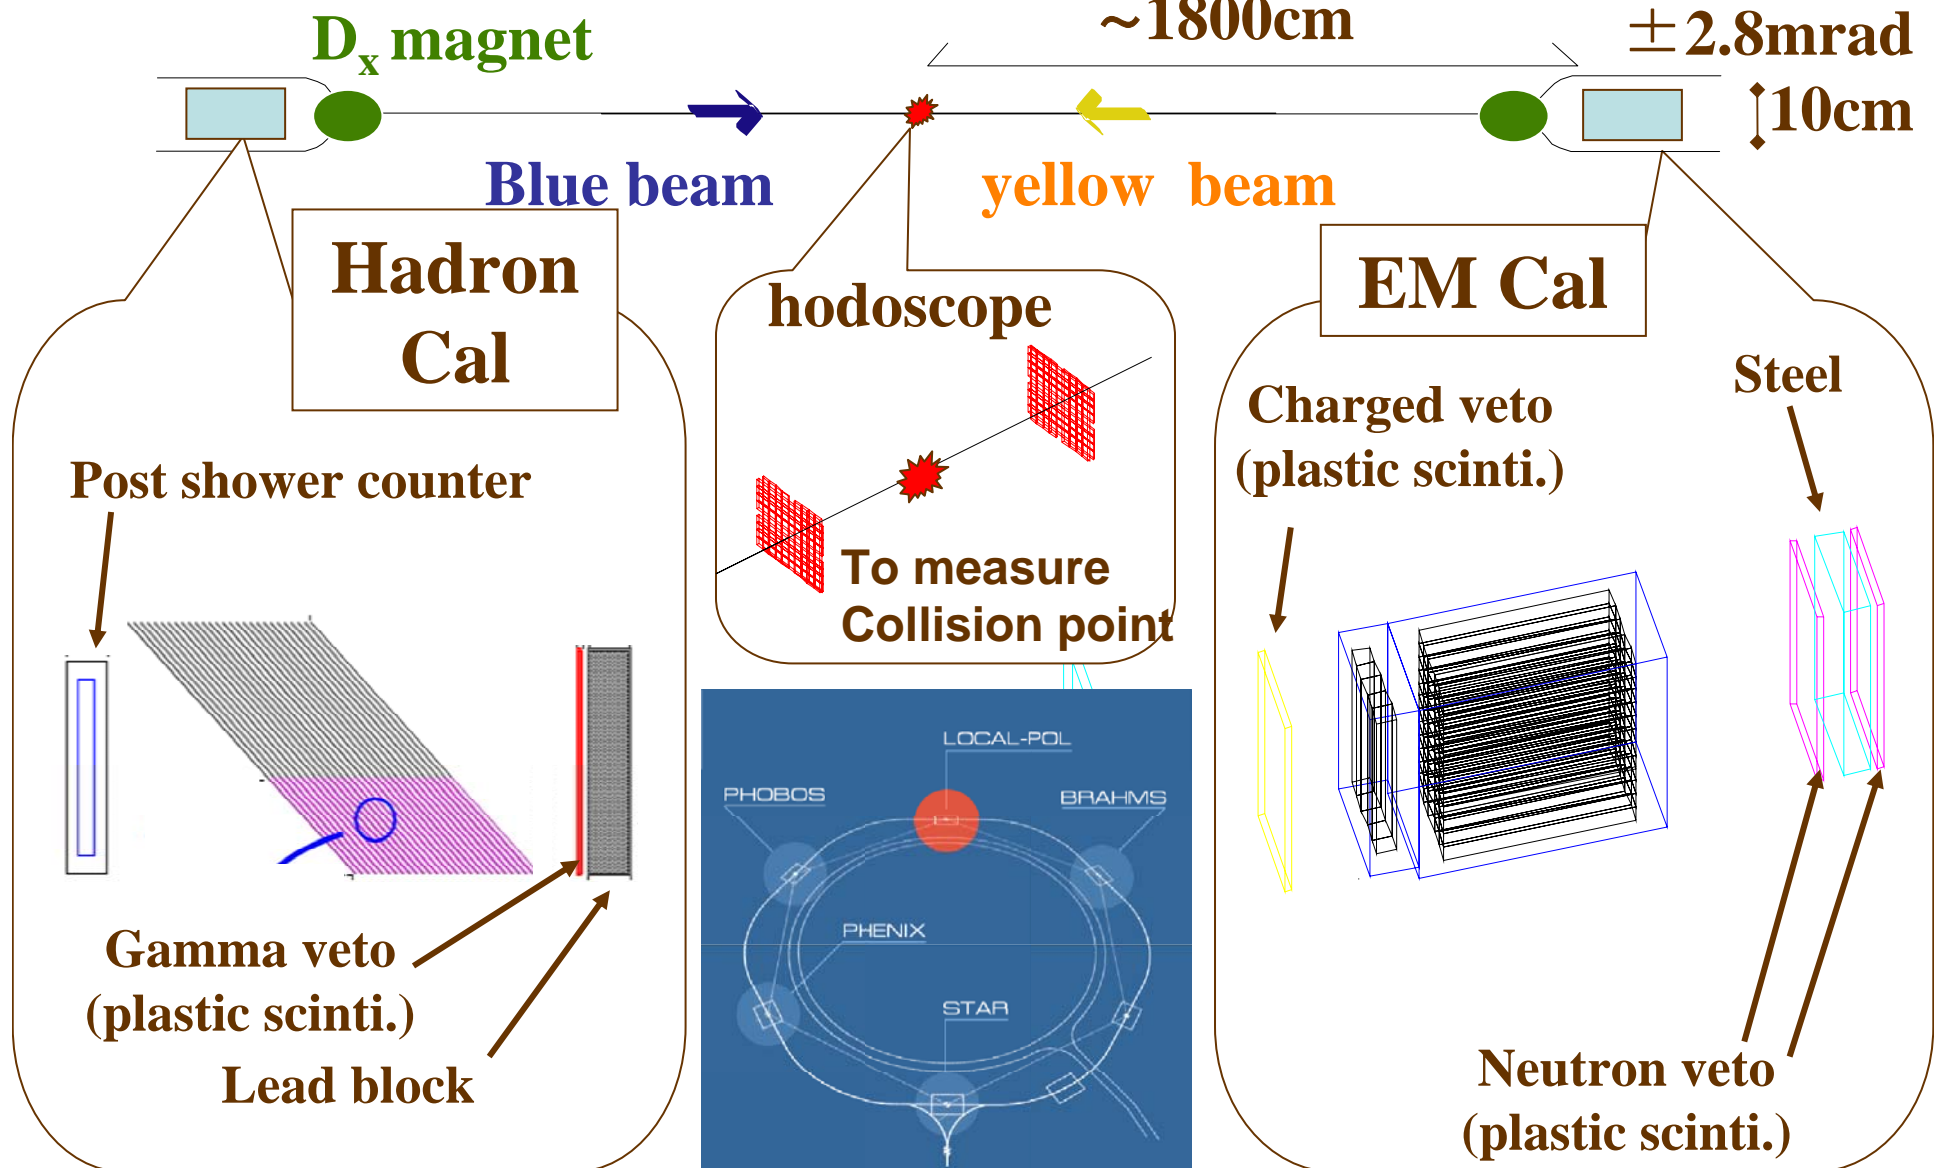 ~1800cm
±2.8mrad
Dx magnet
10cm
Blue beam
yellow beam
Hadron
Cal
hodoscope
EM Cal
Steel
Charged veto
(plastic scinti.)
Post shower counter
To measure
Collision point
LOCAL-POL
PHOBOS
BRAHMS
PHENIX
STAR
Gamma veto
(plastic scinti.)
Lead block
Neutron veto
(plastic scinti.)